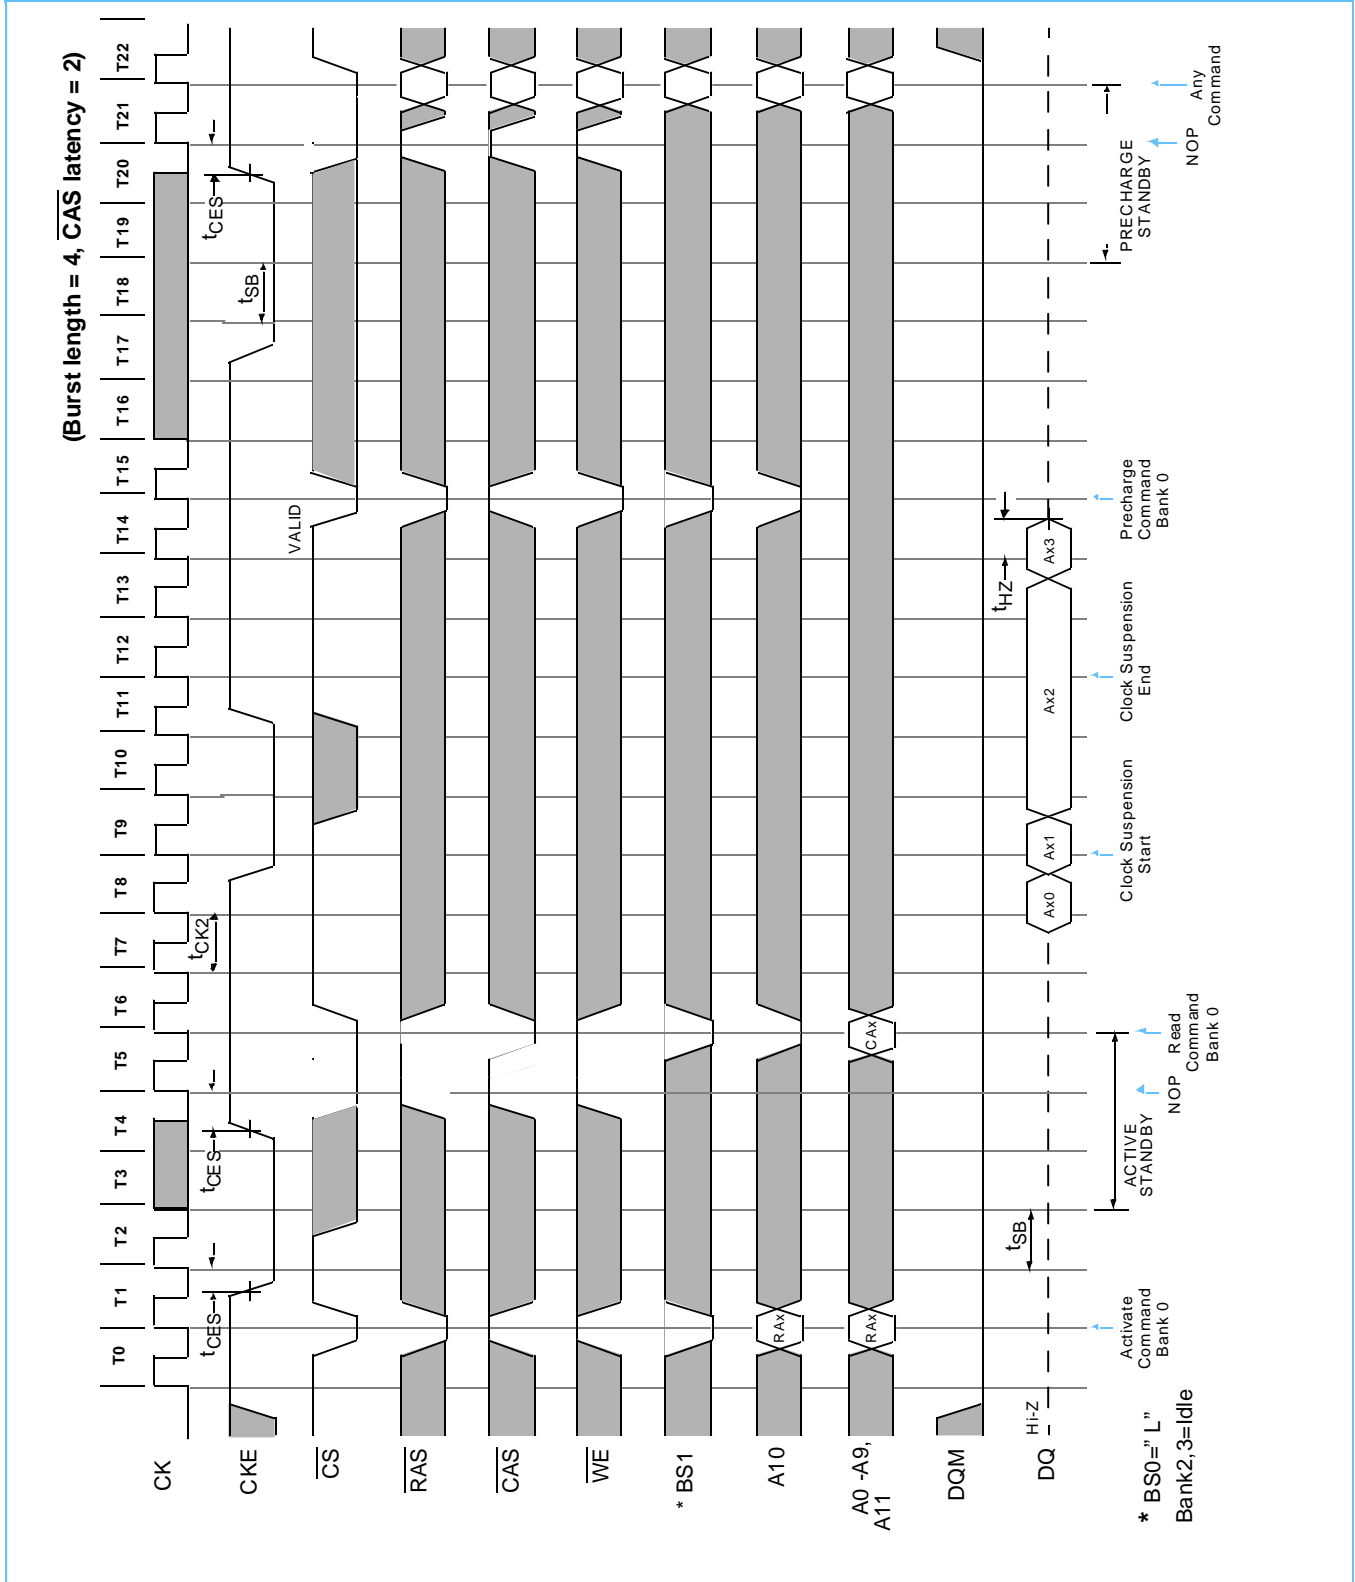 (Burst length = 4, CAS latency = 2)
T0 T1 T2 T3 T4 T5 T6 T7 T8 T9 T10 T11 T12 T13 T14 T15 T16 T17 T18 T19 T20 T21 T22
CK
tCK2
CKE
tCES
tCES
tSB
tCES
CS
VALID
RAS
CAS
WE
* BS1
A10
RAx
A0 -A9,
A11
RAx
CAx
DQM
DQ
Hi-Z
tSB
Ax0
Ax1
Ax2
tHZ
Ax3
ACTIVE
STANDBY
PRECHARGE
STANDBY
Activate
Command
Bank 0
NOP
Read
Command
Bank 0
Clock Suspension
Start
Clock Suspension
End
Precharge
Command
Bank 0
NOP
Any
Command
* BS0=” L”
Bank2,3=Idle